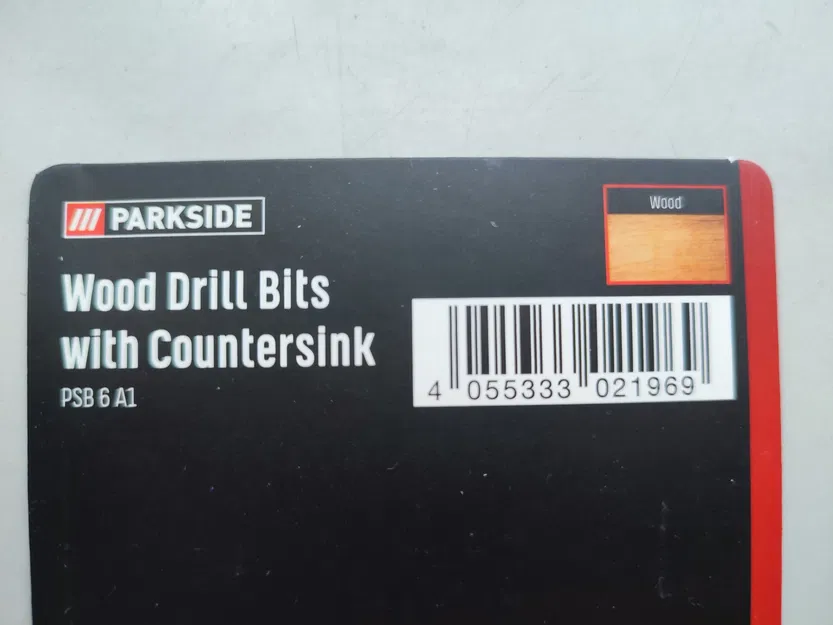 PARKSIDE
Wood
Wood Drill Bits
with Countersink
PSB 6 A1
4 055333 021969